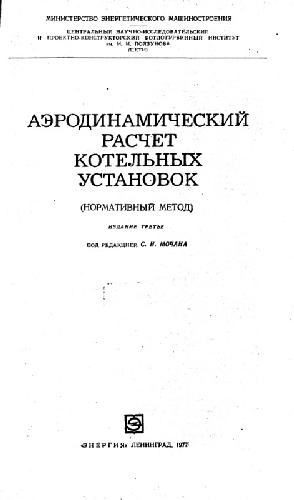 МИНИСТЕРСТВО ЭНЕРГЕТИЧЕСКОГО МАШИНОСТРОЕНИЯ
ЦЕНТРАЛЬНЫЙ НАУЧНО-ИССЛЕДОВАТЕЛЬСКИЙ
И ПРОЕКТНО-КОНСТРУКТОРСКИЙ КОТЛОТУРБИННЫЙ ИНСТИТУТ
им. И. И. ПОЛЗУНОВА
(ЦКТИ)
АЭРОДИНАМИЧЕСКИЙ
РАСЧЕТ
КОТЕЛЬНЫХ
УСТАНОВОК
(НОРМАТИВНЫЙ МЕТОД)
ИЗДАНИЕ ТРЕТЬЕ
ПОД РЕДАКЦИЕЙ С. И. МОЧАНА
Э
«ЭНЕРГИЯ» ЛЕНИНГРАД, 1977